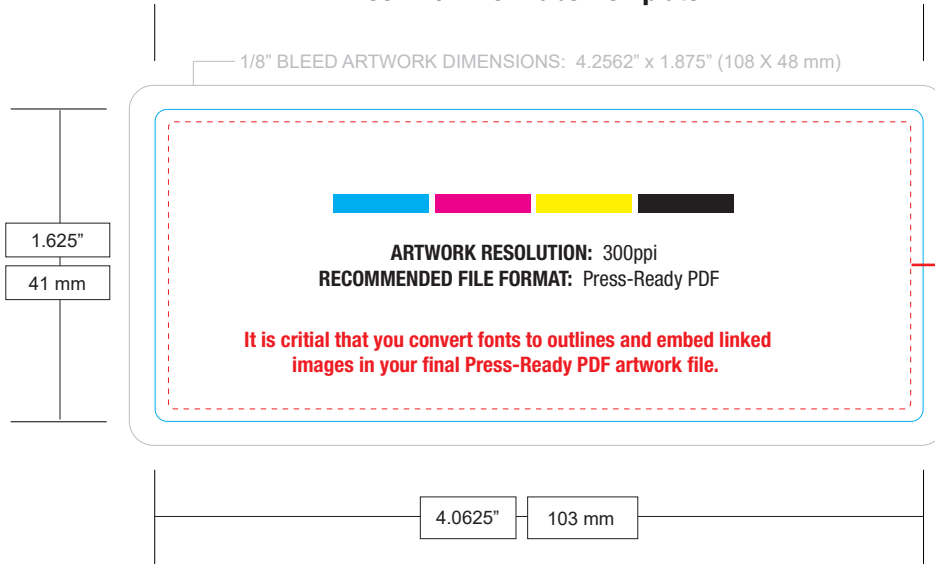 1/8” BLEED ARTWORK DIMENSIONS: 4.2562” x 1.875” (108 X 48 mm)
1.625”
41 mm
ARTWORK RESOLUTION: 300ppi
RECOMMENDED FILE FORMAT: Press-Ready PDF
It is critial that you convert fonts to outlines and embed linked
images in your final Press-Ready PDF artwork file.
4.0625” 103 mm